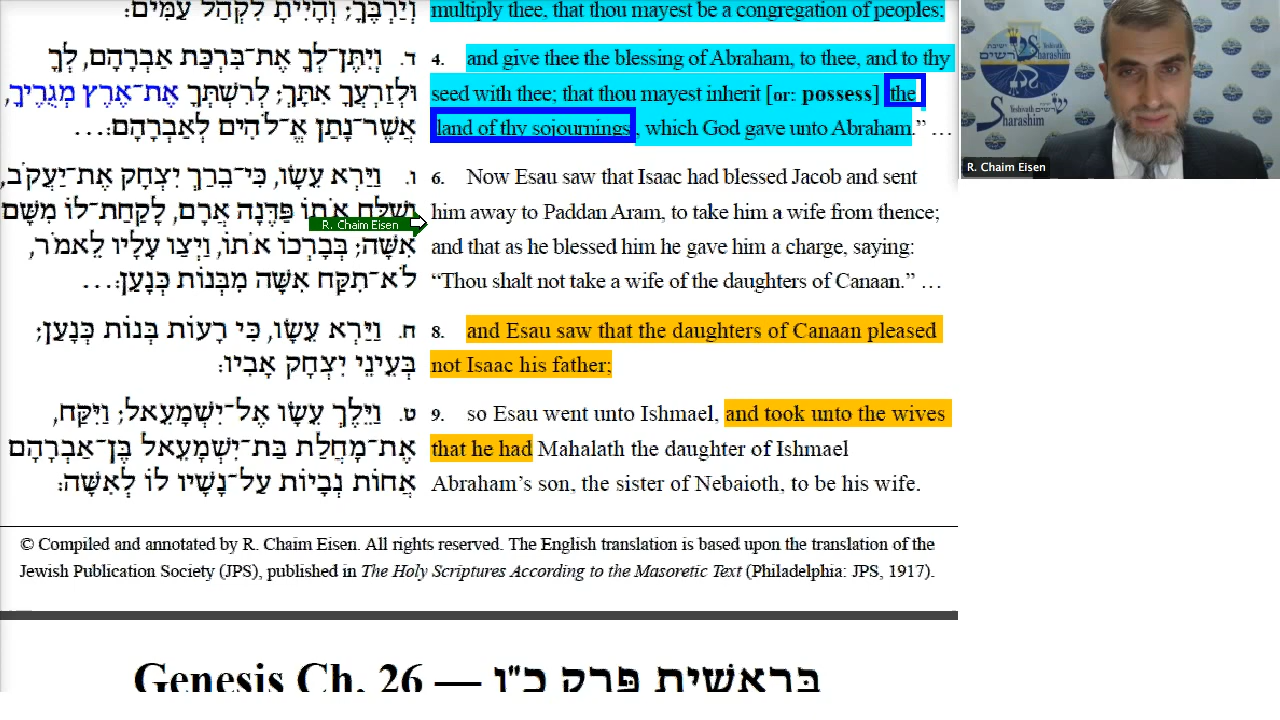 וְיַרְבֶּךָ; וְהָיִיתָ לִקְהַל עַמִּים:
multiply thee, that thou mayest be a congregation of peoples;
ד. וְיִתֶּן־לְךָ אֶת־בִּרְכַּת אַבְרָהָם, לְךָ
וּלְזַרְעֲךָ אִתָּךְ; לְרִשְׁתְּךָ אֶת־אֶרֶץ מְגֻרֶיךָ,
אֲשֶׁר־נָתַן אֱ־לֹהִים לְאַבְרָהָם:…
4. and give thee the blessing of Abraham, to thee, and to thy
seed with thee; that thou mayest inherit [or: possess] the
land of thy sojournings, which God gave unto Abraham.” …
ו. וַיַּרְא עֵשָׂו, כִּי־בֵרַךְ יִצְחָק אֶת־יַעֲקֹב,
וְשִׁלַּח אֹתוֹ פַּדֶּנָה אֲרָם, לָקַחַת־לוֹ מִשָּׁם
אִשָּׁה; בְּבָרְכוֹ אֹתוֹ, וַיְצַו עָלָיו לֵאמֹר,
לֹא־תִקַּח אִשָּׁה מִבְּנוֹת כְּנָעַן:…
6. Now Esau saw that Isaac had blessed Jacob and sent
him away to Paddan Aram, to take him a wife from thence;
and that as he blessed him he gave him a charge, saying:
“Thou shalt not take a wife of the daughters of Canaan.” …
ח. וַיַּרְא עֵשָׂו, כִּי רָעוֹת בְּנוֹת כְּנָעַן;
בְּעֵינֵי יִצְחָק אָבִיו:
8. and Esau saw that the daughters of Canaan pleased
not Isaac his father;
ט. וַיֵּלֶךְ עֵשָׂו אֶל־יִשְׁמָעֵאל; וַיִּקַּח,
אֶת־מָחֲלַת בַּת־יִשְׁמָעֵאל בֶּן־אַבְרָהָם
אֲחוֹת נְבָיוֹת עַל־נָשָׁיו לוֹ לְאִשָּׁה:
9. so Esau went unto Ishmael, and took unto the wives
that he had Mahalath the daughter of Ishmael
Abraham’s son, the sister of Nebaioth, to be his wife.
R. Chaim Eisen
© Compiled and annotated by R. Chaim Eisen. All rights reserved. The English translation is based upon the translation of the
Jewish Publication Society (JPS), published in The Holy Scriptures According to the Masoretic Text (Philadelphia: JPS, 1917).
Genesis Ch. 26 — בְּרֵאשִׁית פֶּרֶק כ"ו
Yeshivath
Sharashim
Yeshivath
Sharashim
R. Chaim Eisen